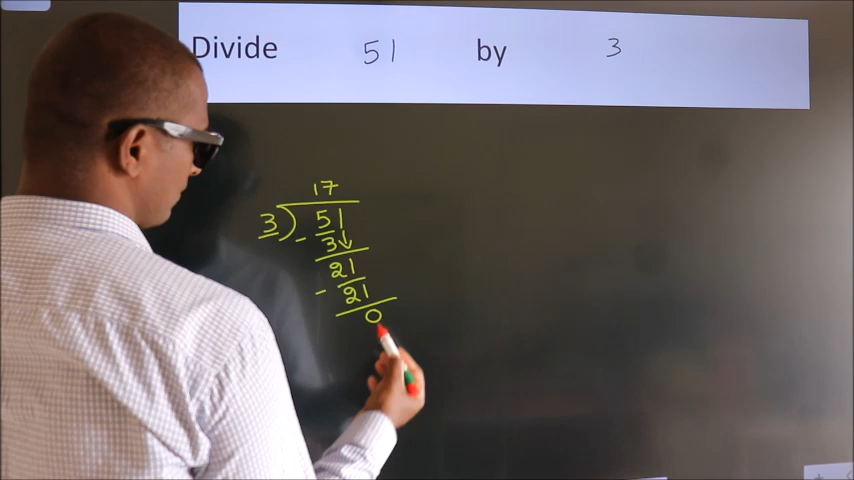 Divide 51 by 3
17
3 ) 51
- 3 ↓
21
- 21
0